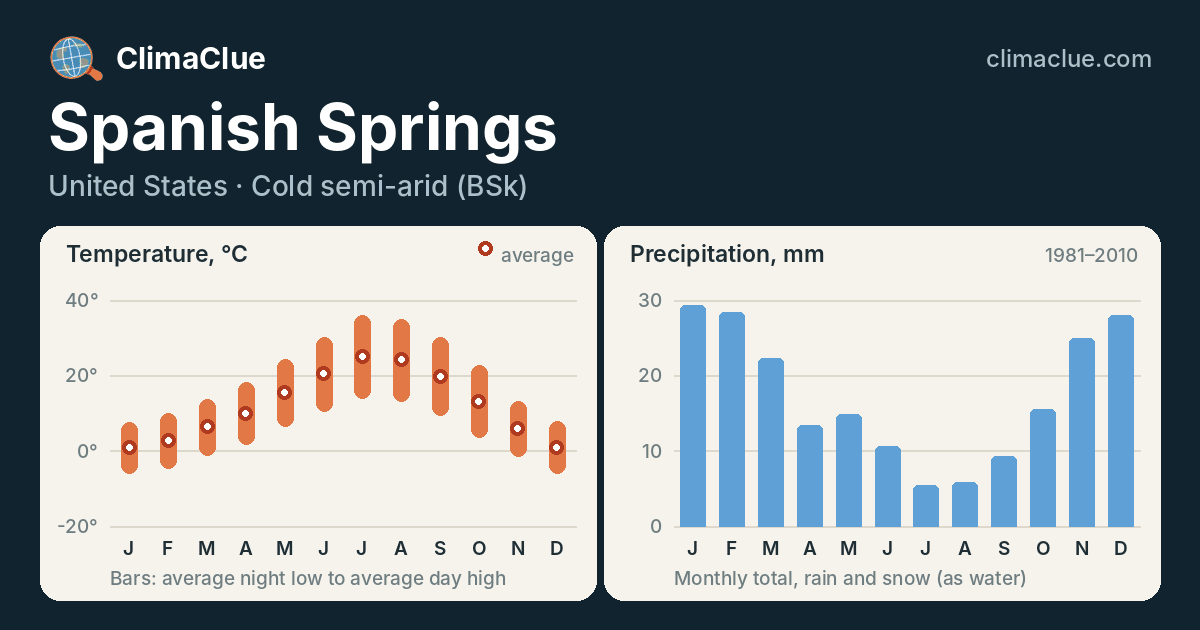 ClimaClue
climaclue.com
Spanish Springs
United States · Cold semi-arid (BSk)
Temperature, °C
average
40°
20°
0°
-20°
J F M A M J J A S O N D
Bars: average night low to average day high
Precipitation, mm
1981–2010
30
20
10
0
J F M A M J J A S O N D
Monthly total, rain and snow (as water)